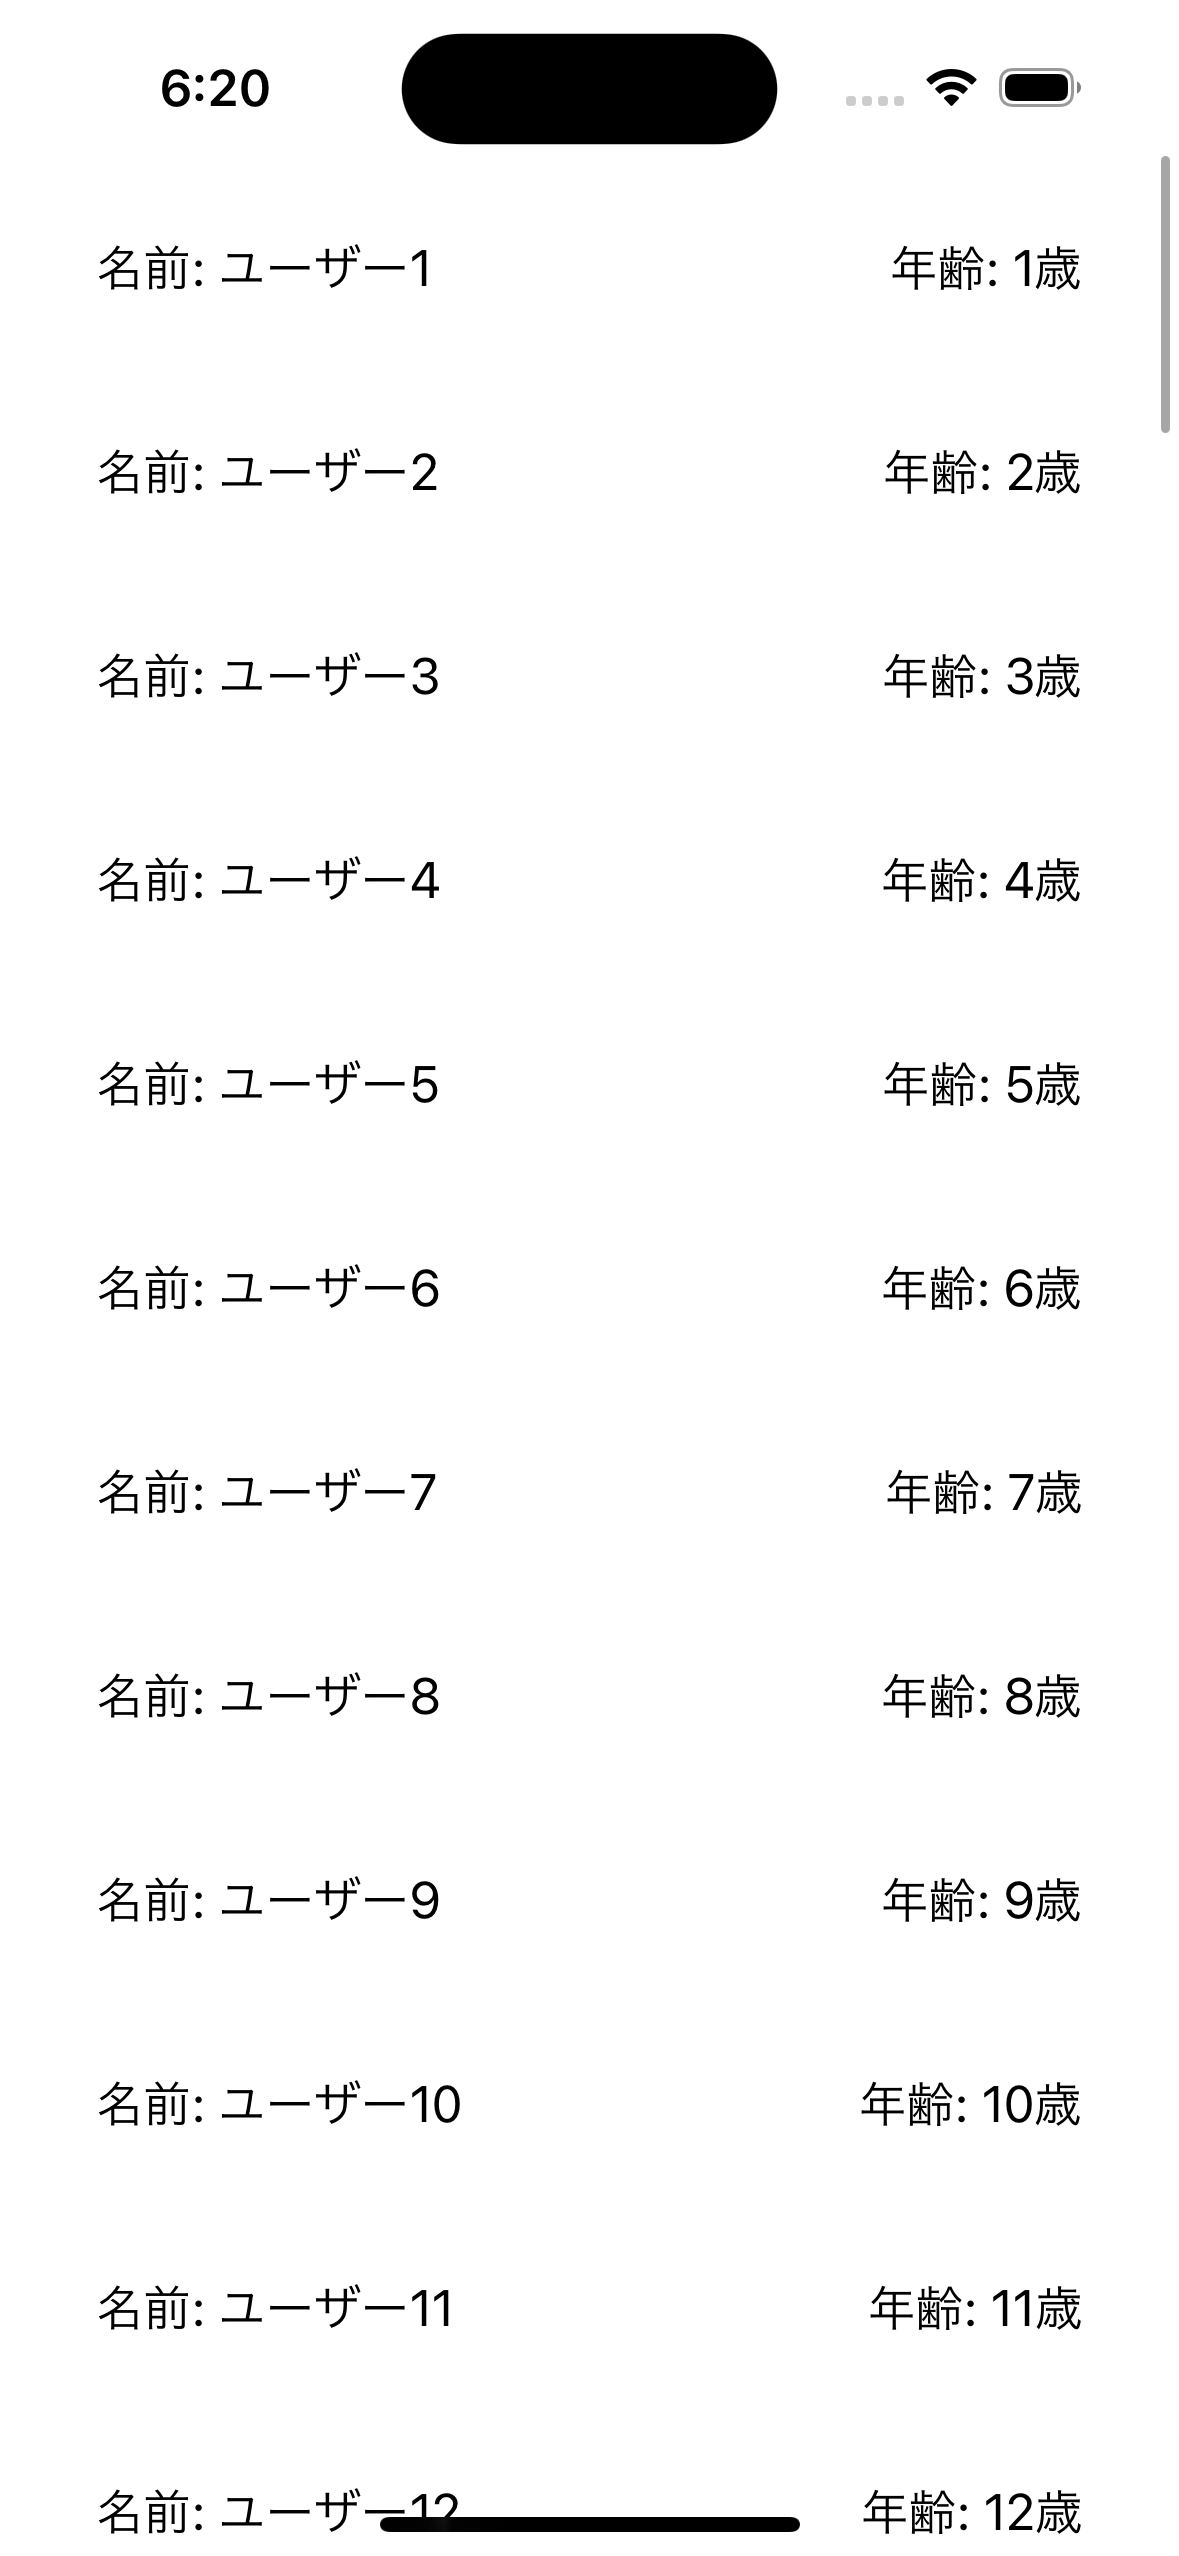 6:20
名前: ユーザー1 年齢: 1歳
名前: ユーザー2 年齢: 2歳
名前: ユーザー3 年齢: 3歳
名前: ユーザー4 年齢: 4歳
名前: ユーザー5 年齢: 5歳
名前: ユーザー6 年齢: 6歳
名前: ユーザー7 年齢: 7歳
名前: ユーザー8 年齢: 8歳
名前: ユーザー9 年齢: 9歳
名前: ユーザー10 年齢: 10歳
名前: ユーザー11 年齢: 11歳
名前: ユーザー12 年齢: 12歳